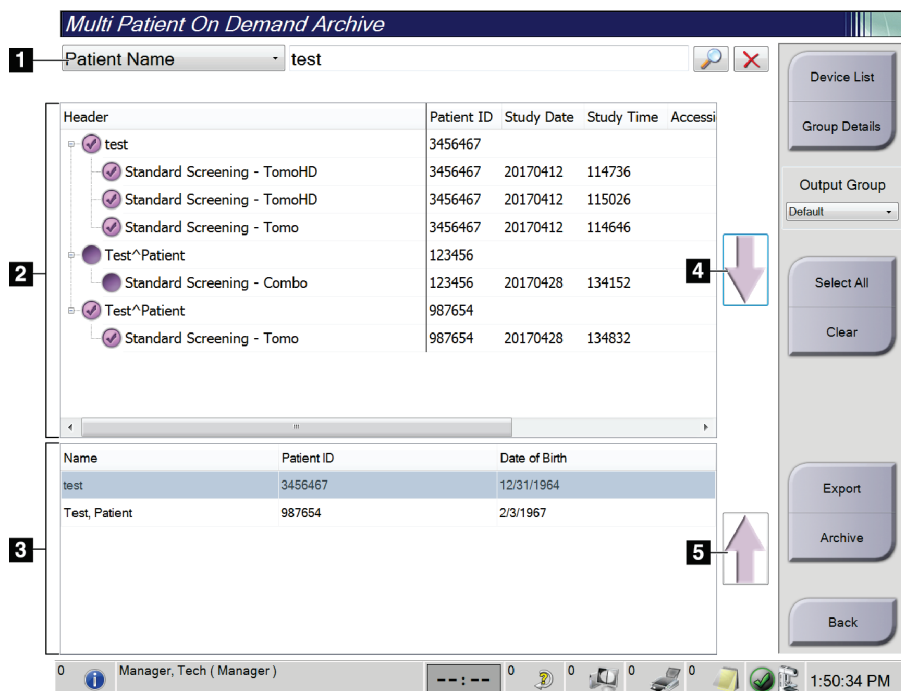 Multi Patient On Demand Archive
1 Patient Name test
Device List
Group Details
Output Group
Default
Select All
Clear
Export
Archive
Back
2
Header Patient ID Study Date Study Time Accessi
test 3456467
Standard Screening - TomoHD 3456467 20170412 114736
Standard Screening - TomoHD 3456467 20170412 115026
Standard Screening - Tomo 3456467 20170412 114646
Test^Patient 123456
Standard Screening - Combo 123456 20170428 134152
Test^Patient 987654
Standard Screening - Tomo 987654 20170428 134832
4
3
Name Patient ID Date of Birth
test 3456467 12/31/1964
Test, Patient 987654 2/3/1967
5
0 Manager, Tech ( Manager ) --:-- 0 0 0 0 1:50:34 PM